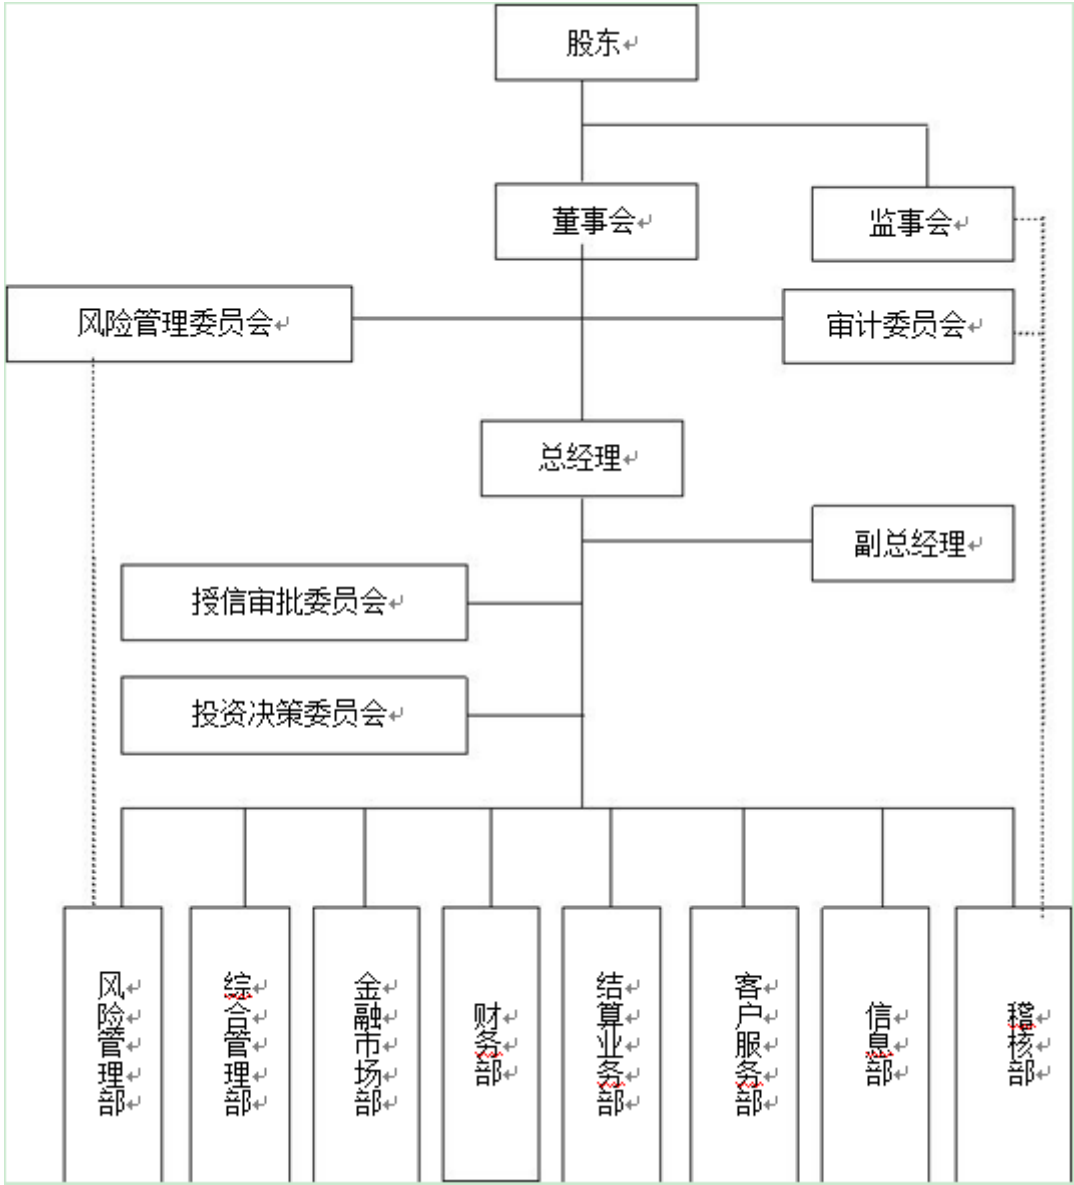 股东
董事会
监事会
风险管理委员会
审计委员会
总经理
副总经理
授信审批委员会
投资决策委员会
风险管理部
综合管理部
金融市场部
财务部
结算业务部
客户服务部
信息部
稽核部